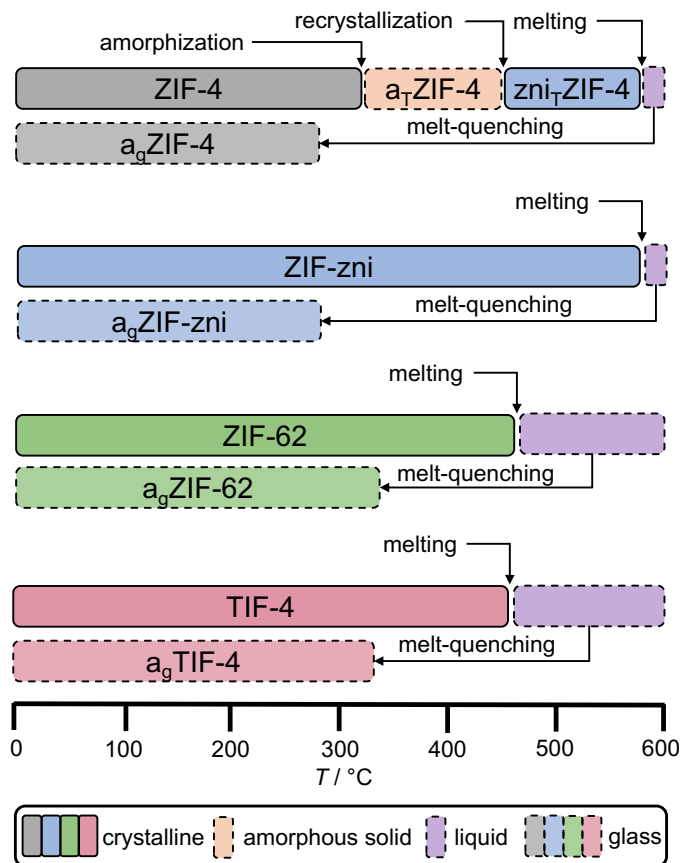 recrystallization melting
amorphization
ZIF-4 aTZIF-4 zniTZIF-4
agZIF-4 melt-quenching
melting
ZIF-zni
agZIF-zni melt-quenching
melting
ZIF-62
agZIF-62 melt-quenching
melting
TIF-4
agTIF-4 melt-quenching
0 100 200 300 400 500 600
T / °C
crystalline amorphous solid liquid glass